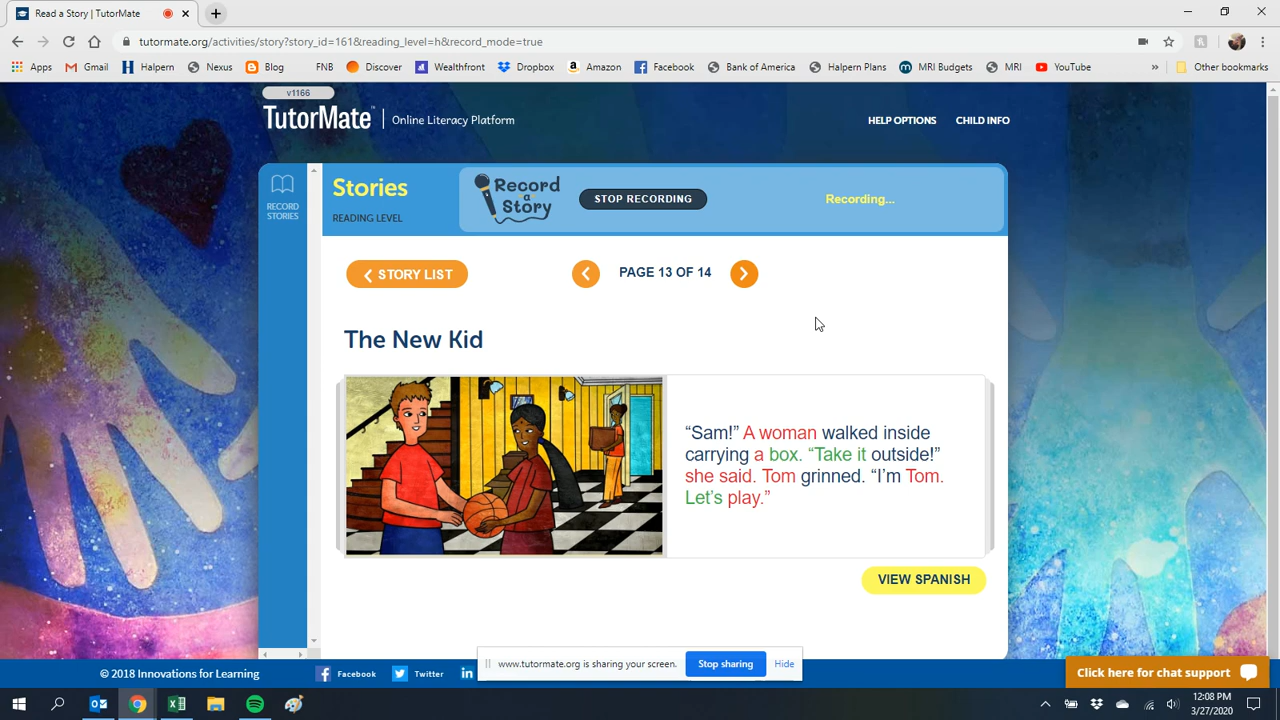 Read a Story | TutorMate
tutormate.org/activities/story?story_id=161&reading_level=h&record_mode=true
Apps Gmail Halpern Nexus Blog FNB Discover Wealthfront Dropbox Amazon Facebook Bank of America Halpern Plans MRI Budgets MRI YouTube » Other bookmarks
v1166
TutorMate™ | Online Literacy Platform
HELP OPTIONS CHILD INFO
RECORD
STORIES
Stories
READING LEVEL
Record
a
Story
STOP RECORDING
Recording...
STORY LIST
PAGE 13 OF 14
The New Kid
“Sam!” A woman walked inside
carrying a box. “Take it outside!”
she said. Tom grinned. “I’m Tom.
Let’s play.”
VIEW SPANISH
www.tutormate.org is sharing your screen. Stop sharing Hide
© 2018 Innovations for Learning
Facebook Twitter in
Click here for chat support
12:08 PM
3/27/2020